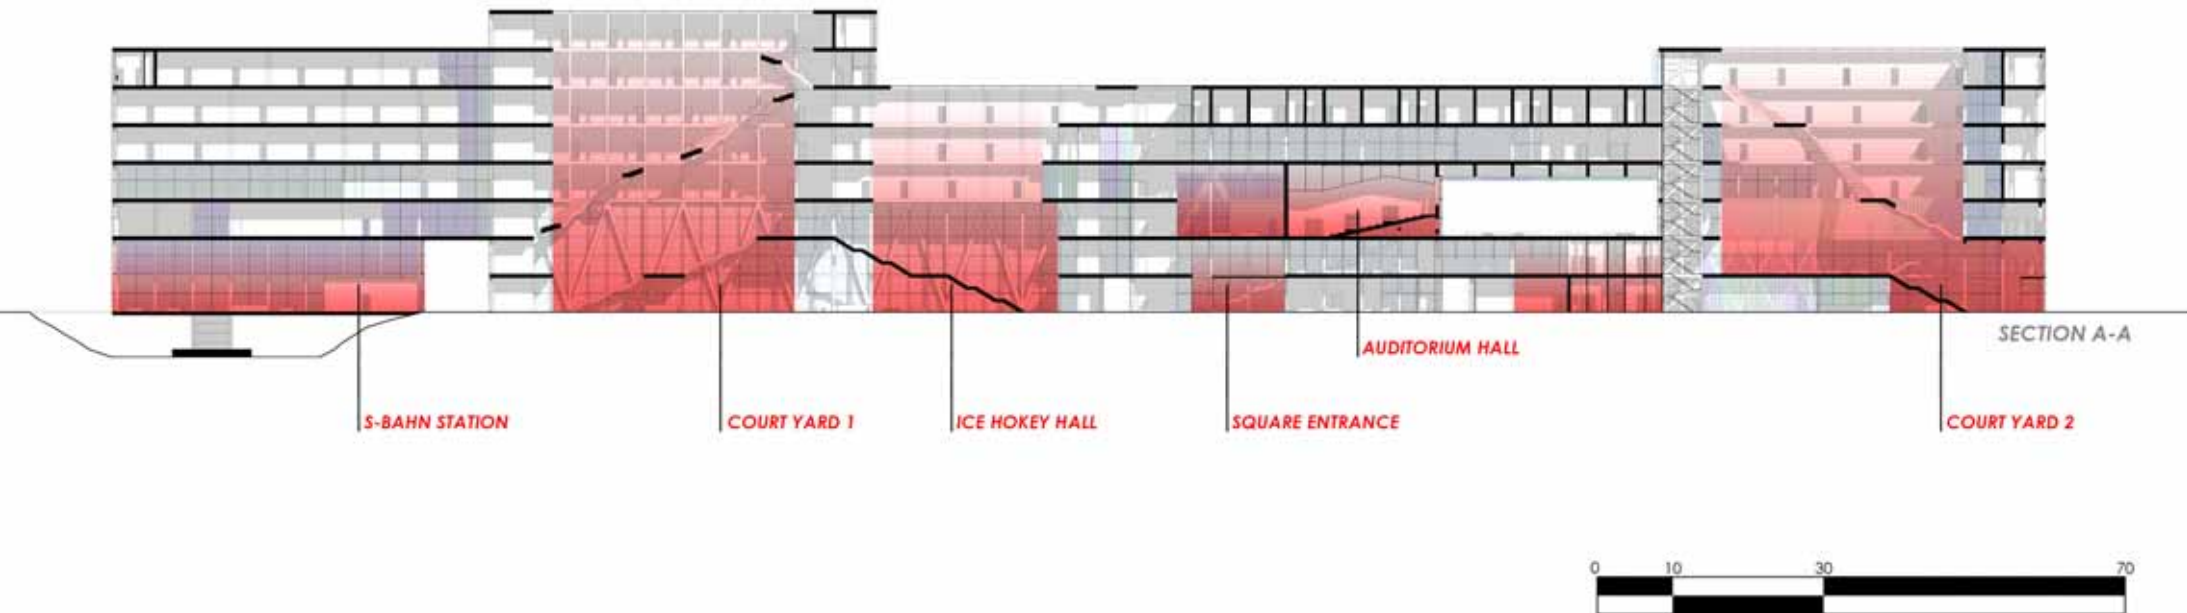 SECTION A-A
AUDITORIUM HALL
S-BAHN STATION
COURT YARD 1
ICE HOKEY HALL
SQUARE ENTRANCE
COURT YARD 2
0 10 30 70